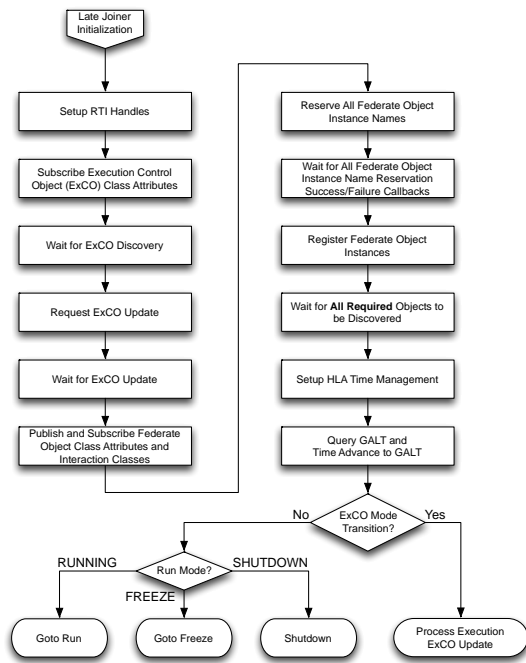 Late Joiner
Initialization
Setup RTI Handles
Subscribe Execution Control
Object (ExCO) Class Attributes
Wait for ExCO Discovery
Request ExCO Update
Wait for ExCO Update
Publish and Subscribe Federate
Object Class Attributes and
Interaction Classes
Reserve All Federate Object
Instance Names
Wait for All Federate Object
Instance Name Reservation
Success/Failure Callbacks
Register Federate Object
Instances
Wait for All Required Objects to
be Discovered
Setup HLA Time Management
Query GALT and
Time Advance to GALT
ExCO Mode
Transition?
No
Yes
Run Mode?
RUNNING
FREEZE
SHUTDOWN
Goto Run
Goto Freeze
Shutdown
Process Execution
ExCO Update